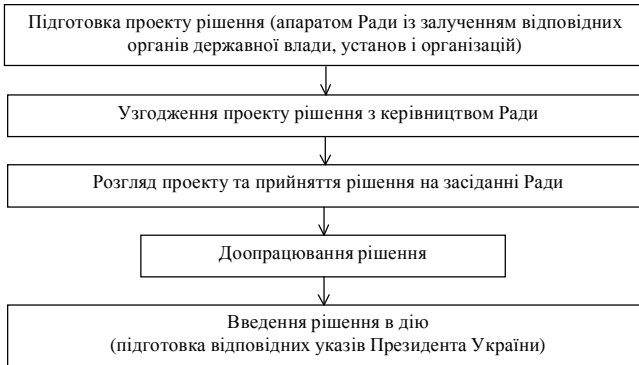 Підготовка проекту рішення (апаратом Ради із залученням відповідних
органів державної влади, установ і організацій)
Узгодження проекту рішення з керівництвом Ради
Розгляд проекту та прийняття рішення на засіданні Ради
Доопрацювання рішення
Введення рішення в дію
(підготовка відповідних указів Президента України)